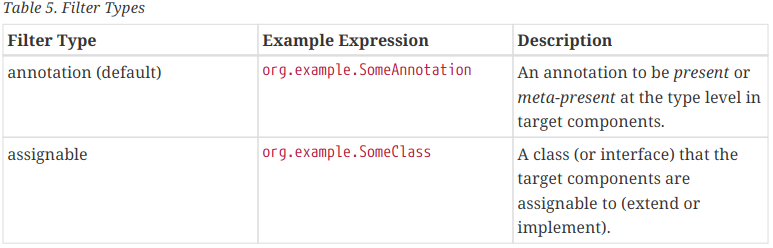 Table 5. Filter Types
Filter Type Example Expression Description
annotation (default) org.example.SomeAnnotation An annotation to be present or
meta-present at the type level in
target components.
assignable org.example.SomeClass A class (or interface) that the
target components are
assignable to (extend or
implement).